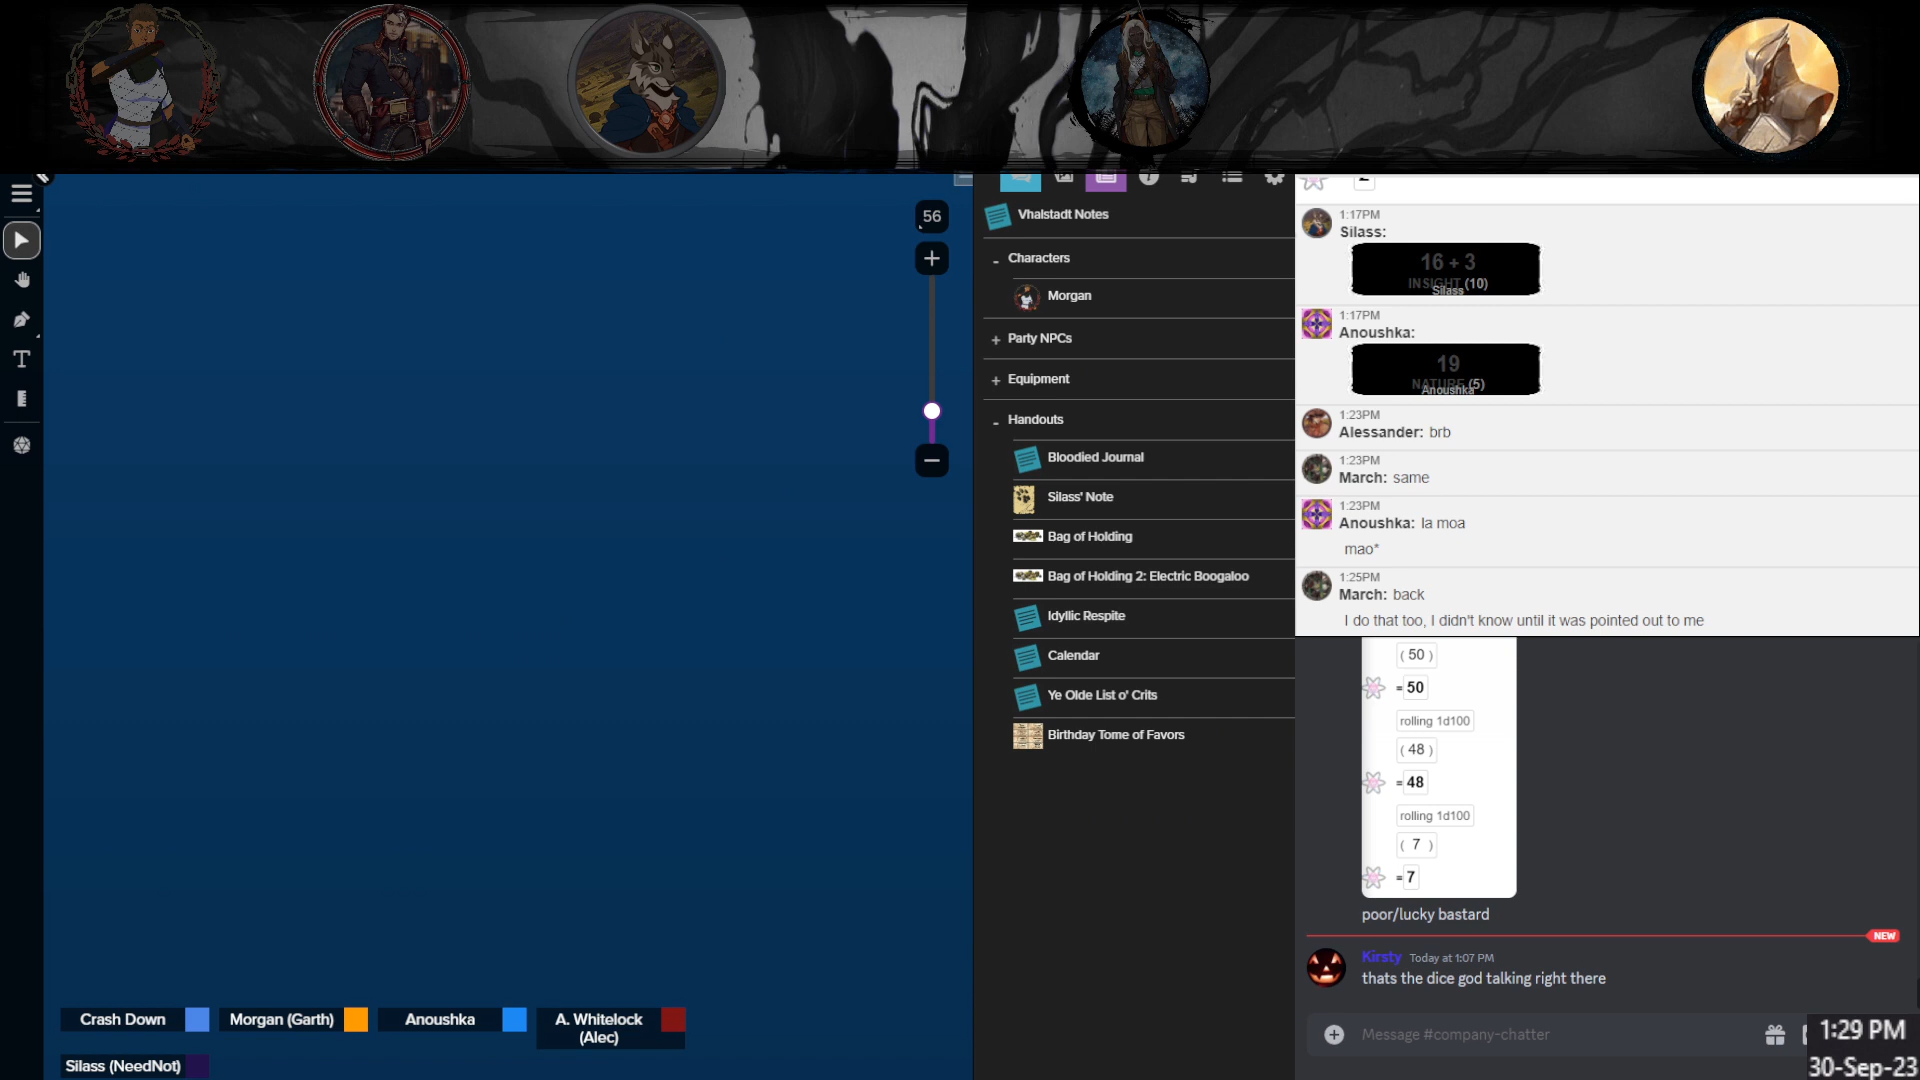 56
Vhalstadt Notes
Characters
Morgan
Party NPCs
Equipment
Handouts
Bloodied Journal
Silass' Note
Bag of Holding
Bag of Holding 2: Electric Boogaloo
Idyllic Respite
Calendar
Ye Olde List o' Crits
Birthday Tome of Favors
1:17PM
Silass:
16 + 3
INSIGHT (10)
Silass
1:17PM
Anoushka:
19
NATURE (5)
Anoushka
1:23PM
Alessander: brb
1:23PM
March: same
1:23PM
Anoushka: la moa
mao*
1:25PM
March: back
I do that too, I didn't know until it was pointed out to me
( 50 )
= 50
rolling 1d100
( 48 )
= 48
rolling 1d100
( 7 )
= 7
poor/lucky bastard
NEW
Kirsty Today at 1:07 PM
thats the dice god talking right there
Message #company-chatter
1:29 PM
30-Sep-23
Crash Down
Morgan (Garth)
Anoushka
A. Whitelock
(Alec)
Silass (NeedNot)